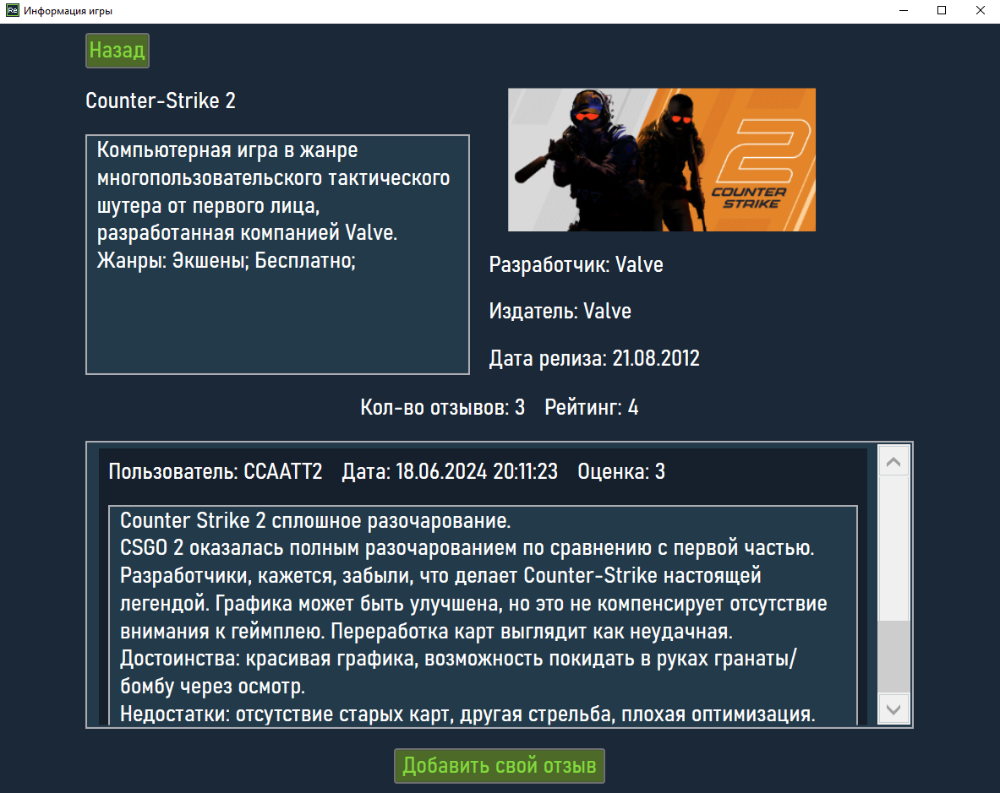 Re Информация игры
Назад
Counter-Strike 2
Компьютерная игра в жанре
многопользовательского тактического
шутера от первого лица,
разработанная компанией Valve.
Жанры: Экшены; Бесплатно;
2
COUNTER
STRIKE
Разработчик: Valve
Издатель: Valve
Дата релиза: 21.08.2012
Кол-во отзывов: 3 Рейтинг: 4
Пользователь: CCAATT2 Дата: 18.06.2024 20:11:23 Оценка: 3
Counter Strike 2 сплошное разочарование.
CSGO 2 оказалась полным разочарованием по сравнению с первой частью.
Разработчики, кажется, забыли, что делает Counter-Strike настоящей
легендой. Графика может быть улучшена, но это не компенсирует отсутствие
внимания к геймплею. Переработка карт выглядит как неудачная.
Достоинства: красивая графика, возможность покидать в руках гранаты/
бомбу через осмотр.
Недостатки: отсутствие старых карт, другая стрельба, плохая оптимизация.
Добавить свой отзыв